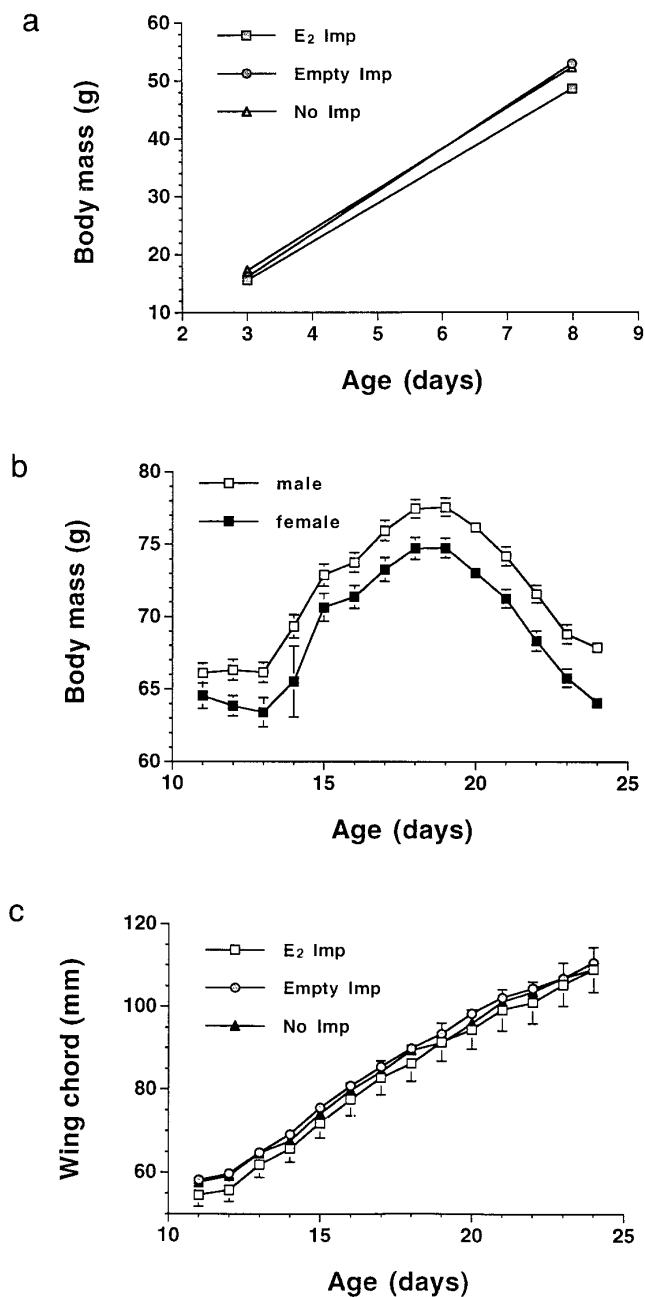 a
60
50
40
30
20
10
Body mass (g)
E2 Imp
Empty Imp
No Imp
2 3 4 5 6 7 8 9
Age (days)
b
80
75
70
65
60
Body mass (g)
male
female
10 15 20 25
Age (days)
c
120
100
80
60
Wing chord (mm)
E2 Imp
Empty Imp
No Imp
10 15 20 25
Age (days)